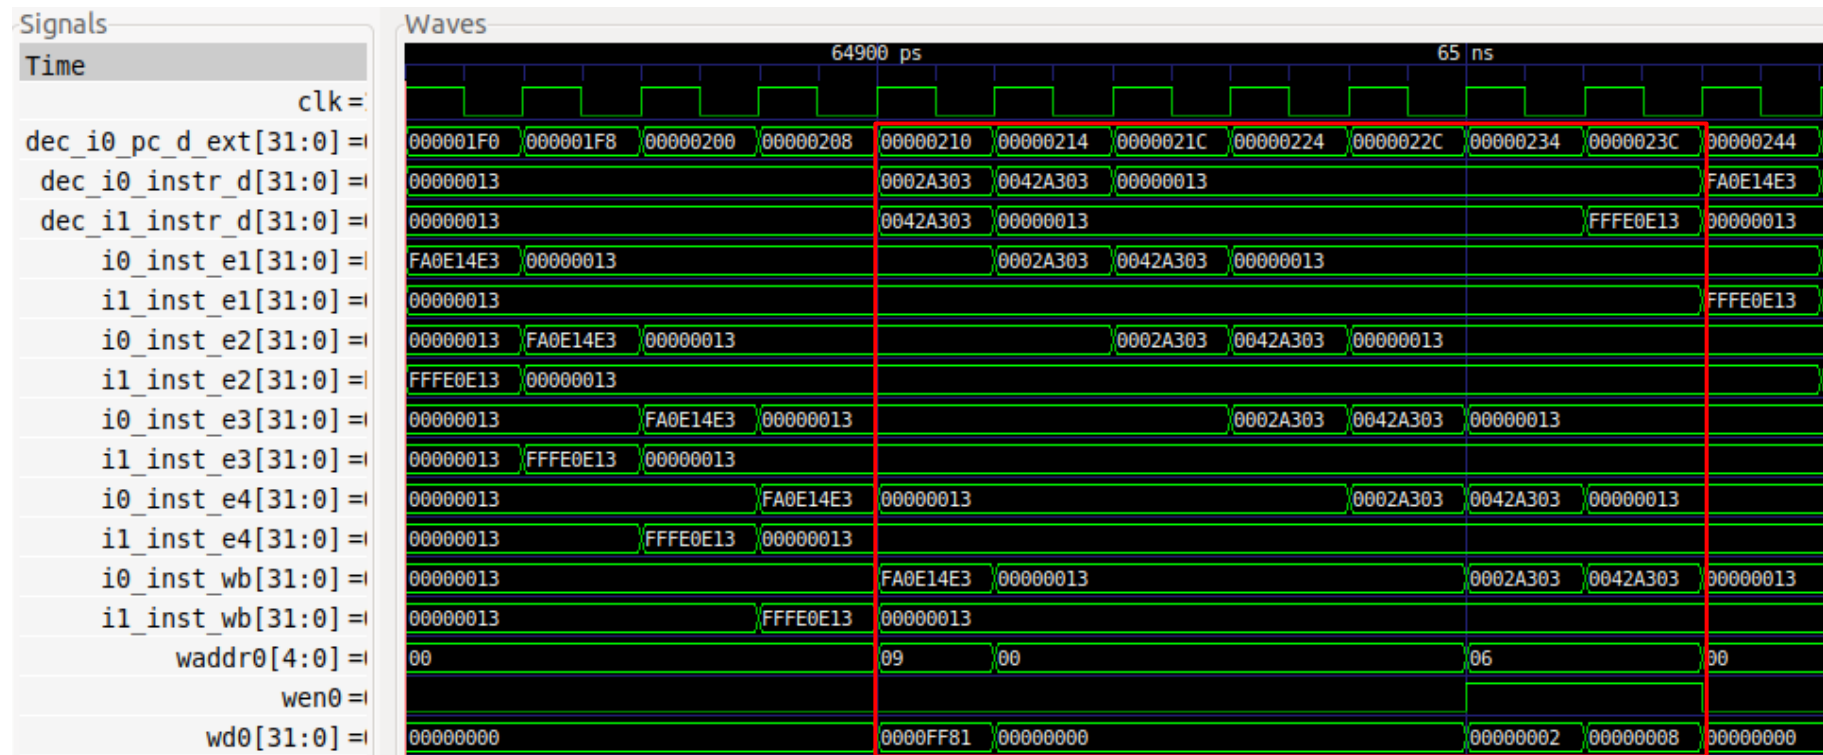 Signals Waves
Time 64900 ps 65 ns
clk =
dec_i0_pc_d_ext[31:0] = 000001F0 000001F8 00000200 00000208 00000210 00000214 0000021C 00000224 0000022C 00000234 0000023C 00000244
dec_i0_instr_d[31:0] = 00000013 0002A303 0042A303 00000013 FA0E14E3
dec_i1_instr_d[31:0] = 00000013 0042A303 00000013 FFFE0E13 00000013
i0_inst_e1[31:0] = FA0E14E3 00000013 0002A303 0042A303 00000013
i1_inst_e1[31:0] = 00000013 FFFE0E13
i0_inst_e2[31:0] = 00000013 FA0E14E3 00000013 0002A303 0042A303 00000013
i1_inst_e2[31:0] = FFFE0E13 00000013
i0_inst_e3[31:0] = 00000013 FA0E14E3 00000013 0002A303 0042A303 00000013
i1_inst_e3[31:0] = 00000013 FFFE0E13 00000013
i0_inst_e4[31:0] = 00000013 FA0E14E3 00000013 0002A303 0042A303 00000013
i1_inst_e4[31:0] = 00000013 FFFE0E13 00000013
i0_inst_wb[31:0] = 00000013 FA0E14E3 00000013 0002A303 0042A303 00000013
i1_inst_wb[31:0] = 00000013 FFFE0E13 00000013
waddr0[4:0] = 00 09 00 06 00
wen0 =
wd0[31:0] = 00000000 0000FF81 00000000 00000002 00000008 00000000